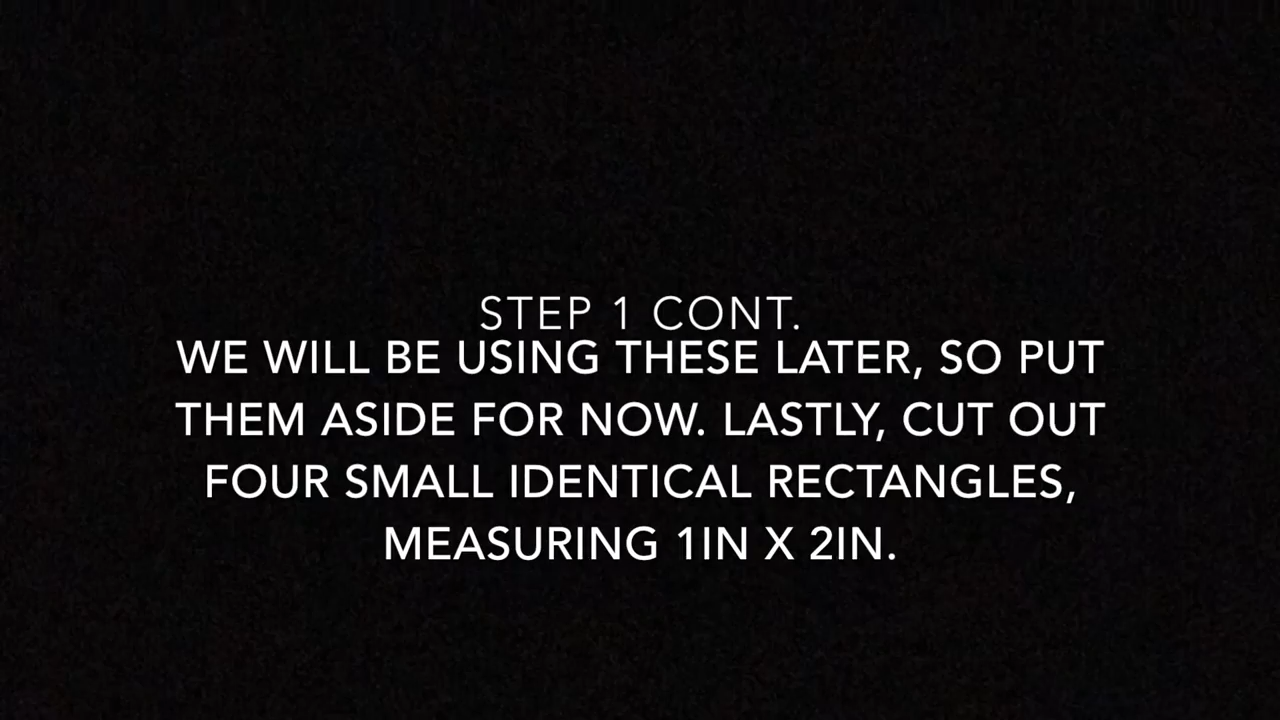 STEP 1 CONT.
WE WILL BE USING THESE LATER, SO PUT
THEM ASIDE FOR NOW. LASTLY, CUT OUT
FOUR SMALL IDENTICAL RECTANGLES,
MEASURING 1IN X 2IN.